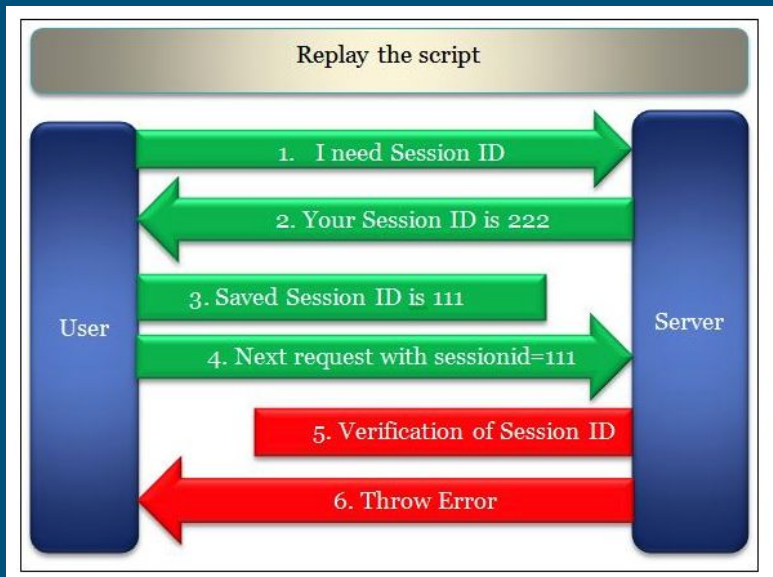 Replay the script
1. I need Session ID
2. Your Session ID is 222
3. Saved Session ID is 111
User
Server
4. Next request with sessionid=111
5. Verification of Session ID
6. Throw Error